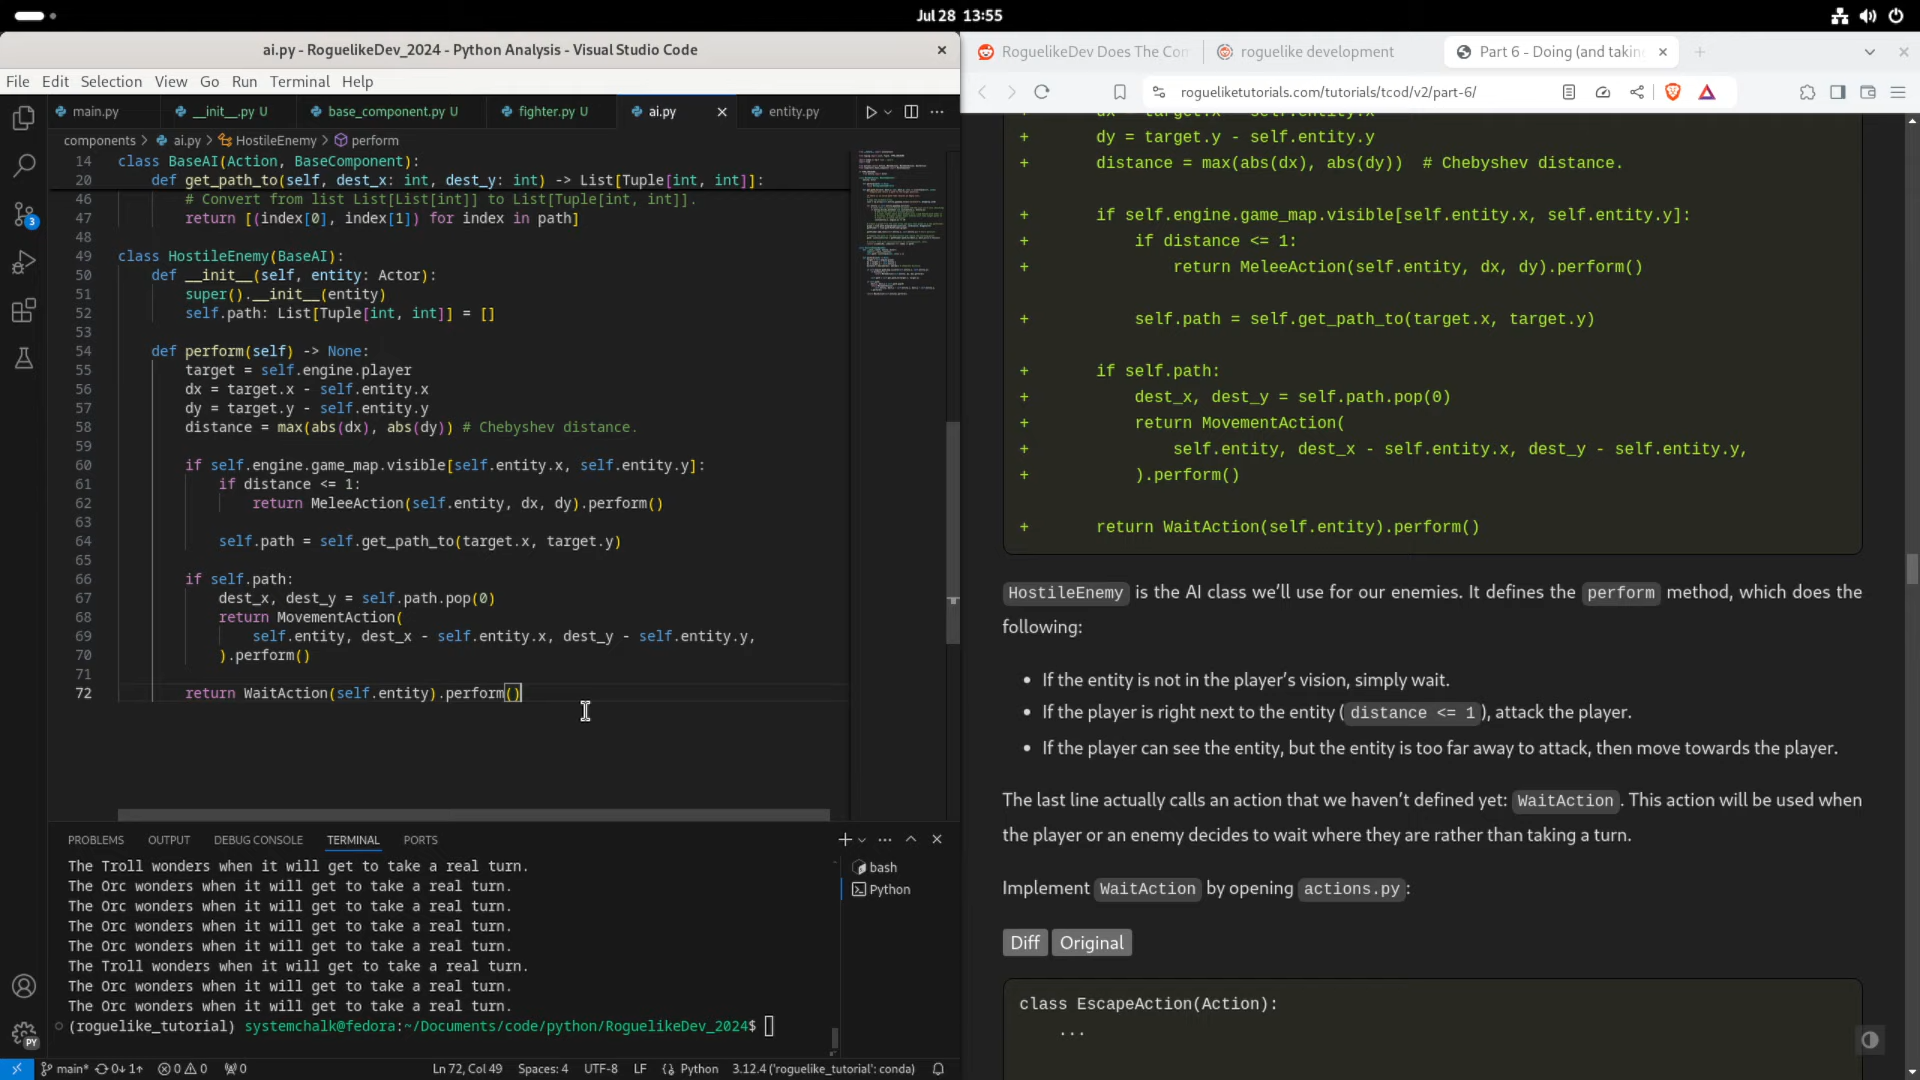 Jul 28 13:55
ai.py - RoguelikeDev_2024 - Python Analysis - Visual Studio Code
File Edit Selection View Go Run Terminal Help
main.py __init__.py U base_component.py U fighter.py U ai.py entity.py
components > ai.py > HostileEnemy > perform
14 class BaseAI(Action, BaseComponent):
20 def get_path_to(self, dest_x: int, dest_y: int) -> List[Tuple[int, int]]:
46 # Convert from list List[List[int]] to List[Tuple[int, int]].
47 return [(index[0], index[1]) for index in path]
48
49 class HostileEnemy(BaseAI):
50 def __init__(self, entity: Actor):
51 super().__init__(entity)
52 self.path: List[Tuple[int, int]] = []
53
54 def perform(self) -> None:
55 target = self.engine.player
56 dx = target.x - self.entity.x
57 dy = target.y - self.entity.y
58 distance = max(abs(dx), abs(dy)) # Chebyshev distance.
59
60 if self.engine.game_map.visible[self.entity.x, self.entity.y]:
61 if distance <= 1:
62 return MeleeAction(self.entity, dx, dy).perform()
63
64 self.path = self.get_path_to(target.x, target.y)
65
66 if self.path:
67 dest_x, dest_y = self.path.pop(0)
68 return MovementAction(
69 self.entity, dest_x - self.entity.x, dest_y - self.entity.y,
70 ).perform()
71
72 return WaitAction(self.entity).perform()
PROBLEMS OUTPUT DEBUG CONSOLE TERMINAL PORTS
The Troll wonders when it will get to take a real turn.
The Orc wonders when it will get to take a real turn.
The Orc wonders when it will get to take a real turn.
The Orc wonders when it will get to take a real turn.
The Orc wonders when it will get to take a real turn.
The Troll wonders when it will get to take a real turn.
The Orc wonders when it will get to take a real turn.
The Orc wonders when it will get to take a real turn.
(roguelike_tutorial) systemchalk@fedora:~/Documents/code/python/RoguelikeDev_2024$
bash
Python
3
PY
main* 0↓ 1↑ 0 0 0 Ln 72, Col 49 Spaces: 4 UTF-8 LF Python 3.12.4 ('roguelike_tutorial': conda)
RoguelikeDev Does The Con roguelike development Part 6 - Doing (and takin
rogueliketutorials.com/tutorials/tcod/v2/part-6/
+ dy = target.y - self.entity.y
+ distance = max(abs(dx), abs(dy)) # Chebyshev distance.
+ if self.engine.game_map.visible[self.entity.x, self.entity.y]:
+ if distance <= 1:
+ return MeleeAction(self.entity, dx, dy).perform()
+ self.path = self.get_path_to(target.x, target.y)
+ if self.path:
+ dest_x, dest_y = self.path.pop(0)
+ return MovementAction(
+ self.entity, dest_x - self.entity.x, dest_y - self.entity.y,
+ ).perform()
+ return WaitAction(self.entity).perform()
HostileEnemy is the AI class we’ll use for our enemies. It defines the perform method, which does the
following:
• If the entity is not in the player’s vision, simply wait.
• If the player is right next to the entity (distance <= 1), attack the player.
• If the player can see the entity, but the entity is too far away to attack, then move towards the player.
The last line actually calls an action that we haven’t defined yet: WaitAction. This action will be used when
the player or an enemy decides to wait where they are rather than taking a turn.
Implement WaitAction by opening actions.py:
Diff Original
class EscapeAction(Action):
...